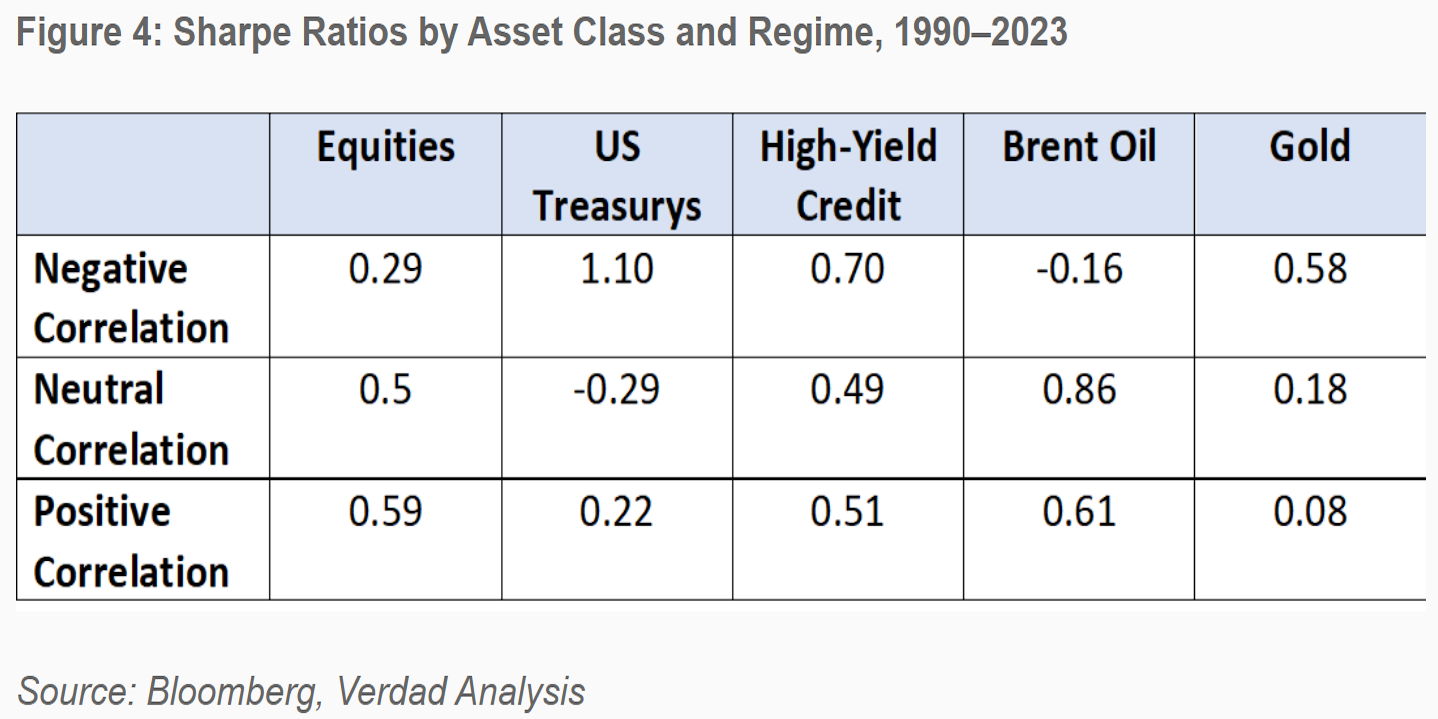 Figure 4: Sharpe Ratios by Asset Class and Regime, 1990–2023
Equities US Treasurys High-Yield Credit Brent Oil Gold
Negative Correlation 0.29 1.10 0.70 -0.16 0.58
Neutral Correlation 0.5 -0.29 0.49 0.86 0.18
Positive Correlation 0.59 0.22 0.51 0.61 0.08
Source: Bloomberg, Verdad Analysis